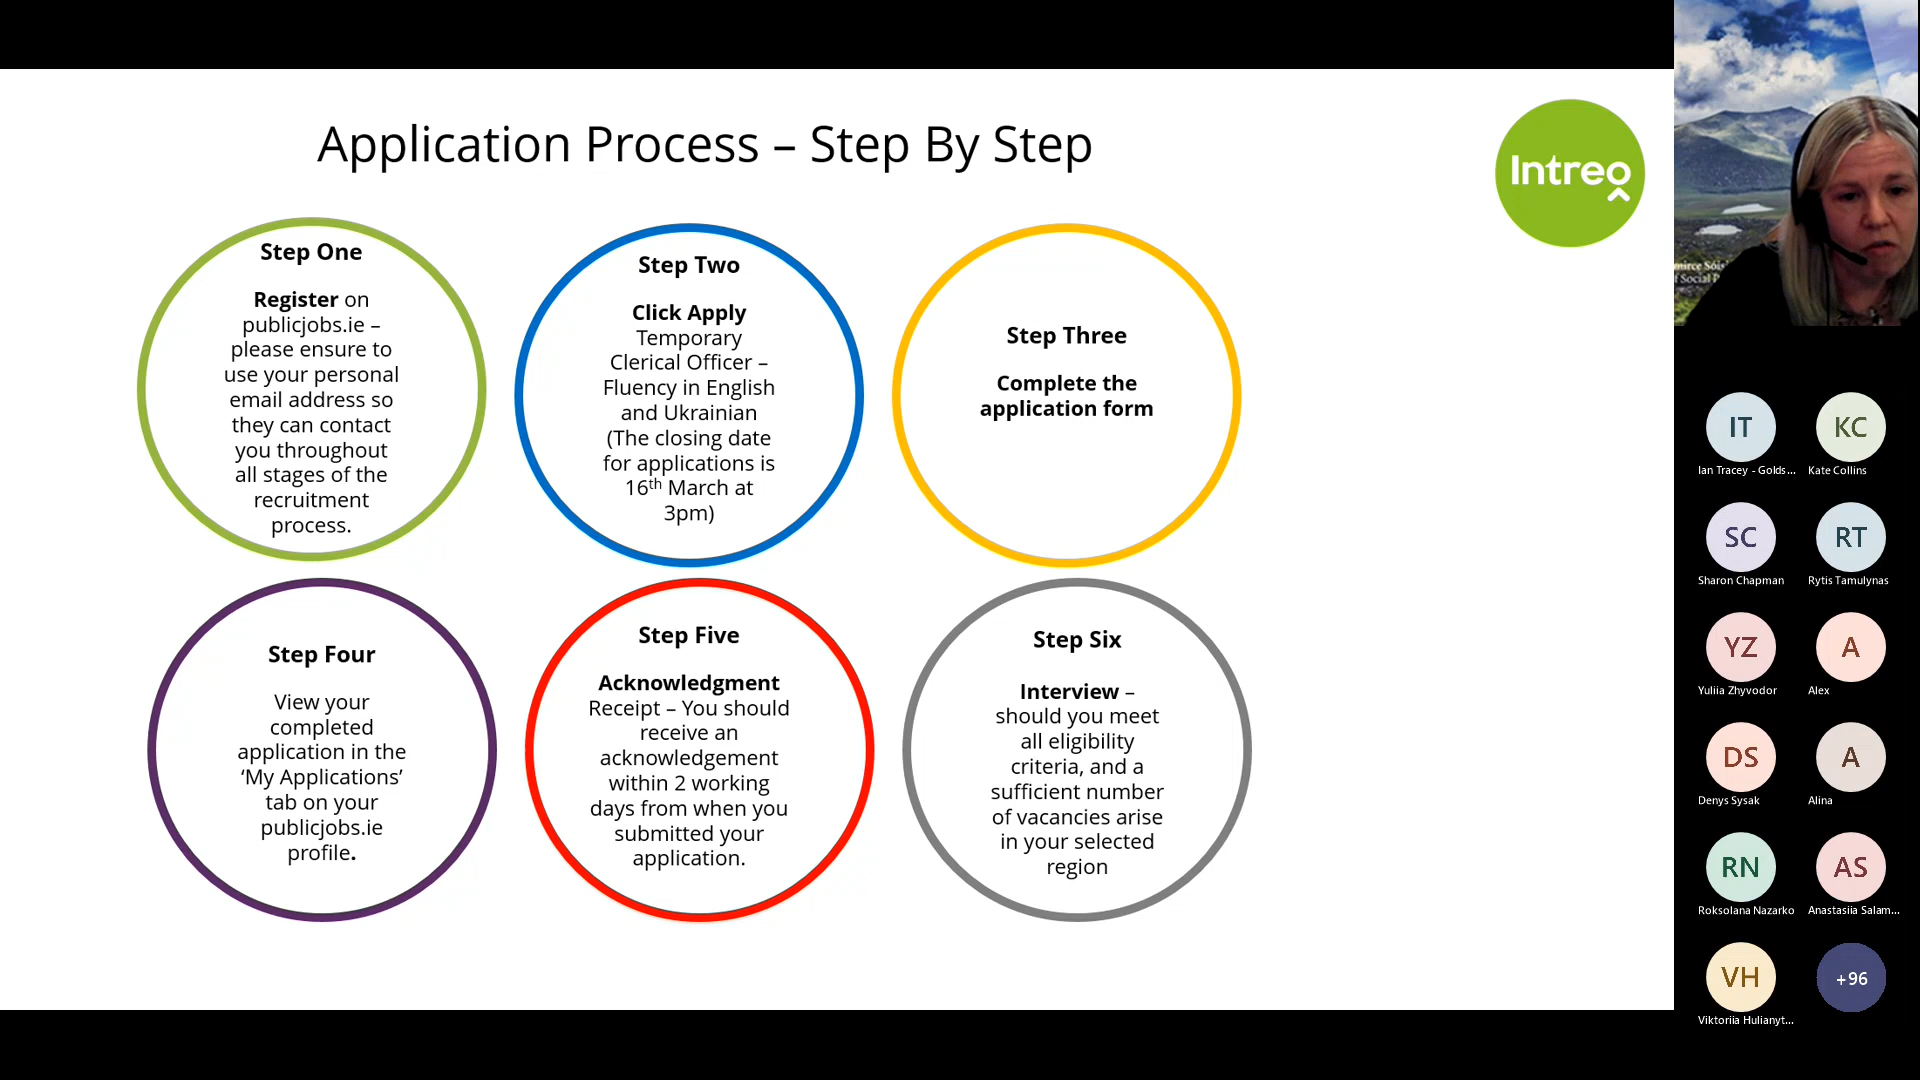 Application Process – Step By Step
Intreo
Step One
Register on
publicjobs.ie –
please ensure to
use your personal
email address so
they can contact
you throughout
all stages of the
recruitment
process.
Step Two
Click Apply
Temporary
Clerical Officer –
Fluency in English
and Ukrainian
(The closing date
for applications is
16th March at
3pm)
Step Three
Complete the
application form
Step Four
View your
completed
application in the
‘My Applications’
tab on your
publicjobs.ie
profile.
Step Five
Acknowledgment
Receipt – You should
receive an
acknowledgement
within 2 working
days from when you
submitted your
application.
Step Six
Interview –
should you meet
all eligibility
criteria, and a
sufficient number
of vacancies arise
in your selected
region
IT
Ian Tracey - Golds...
KC
Kate Collins
SC
Sharon Chapman
RT
Rytis Tamulynas
YZ
Yuliia Zhyvodor
A
Alex
DS
Denys Sysak
A
Alina
RN
Roksolana Nazarko
AS
Anastasiia Salam...
VH
Viktoriia Hulianyt...
+96